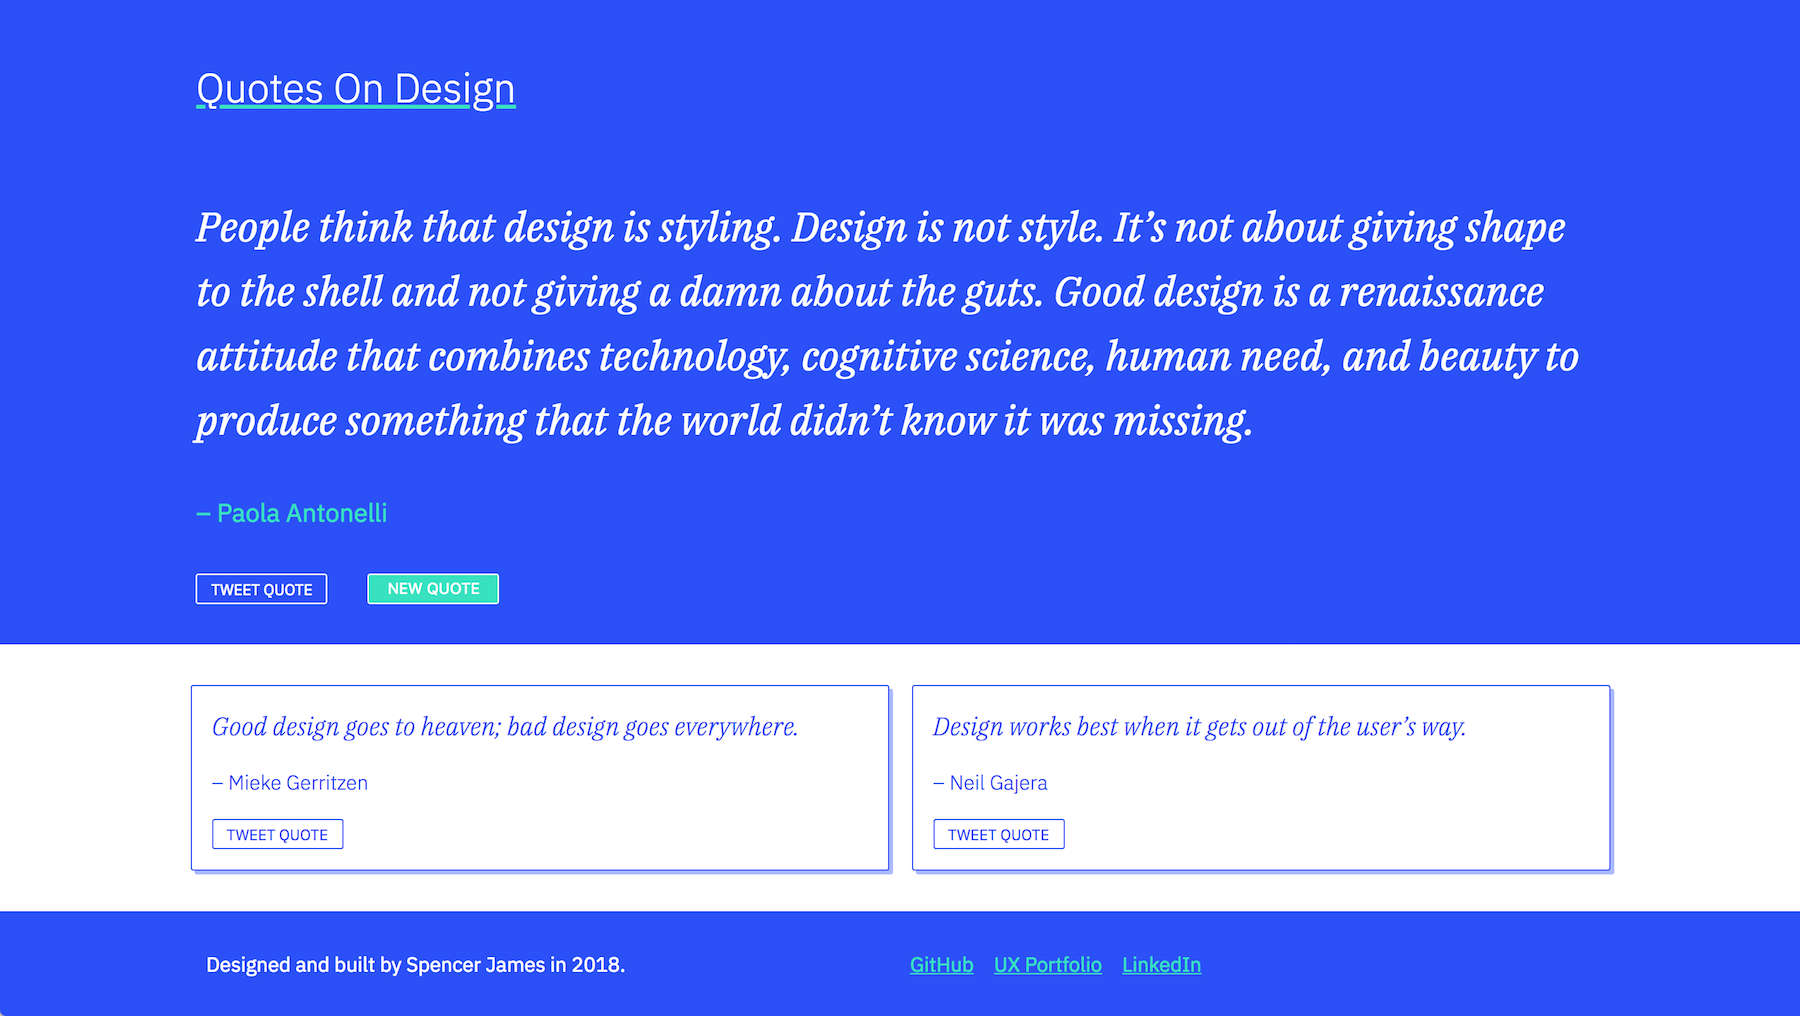 Quotes On Design
People think that design is styling. Design is not style. It’s not about giving shape
to the shell and not giving a damn about the guts. Good design is a renaissance
attitude that combines technology, cognitive science, human need, and beauty to
produce something that the world didn’t know it was missing.
– Paola Antonelli
TWEET QUOTE NEW QUOTE
Good design goes to heaven; bad design goes everywhere.
– Mieke Gerritzen
TWEET QUOTE
Design works best when it gets out of the user’s way.
– Neil Gajera
TWEET QUOTE
Designed and built by Spencer James in 2018.
GitHub UX Portfolio LinkedIn